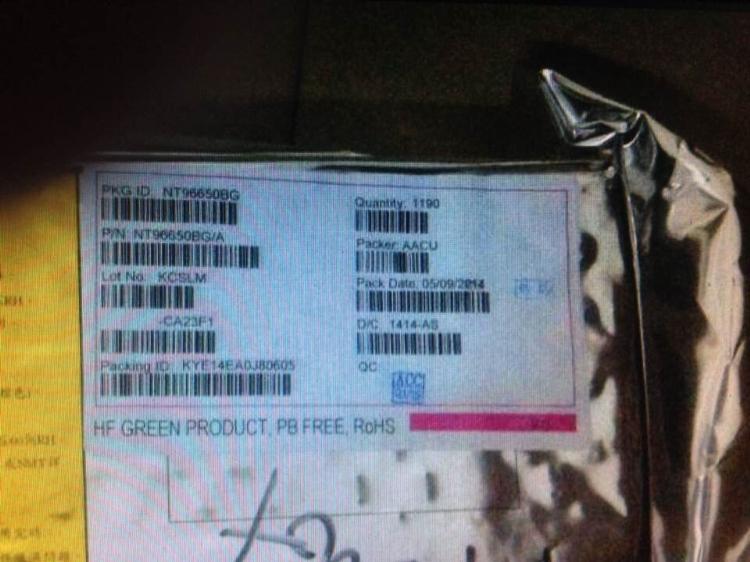 PKG ID: NT96650BG
Quantity: 1190
P/N: NT96650BG/A
Packer: AACU
Lot No: KCSLM
Pack Date: 05/09/2014
-CA23F1
D/C: 1414-AS
Packing ID: KYE14EA0J80605
QC
ACC
HF GREEN PRODUCT, PB FREE, RoHS